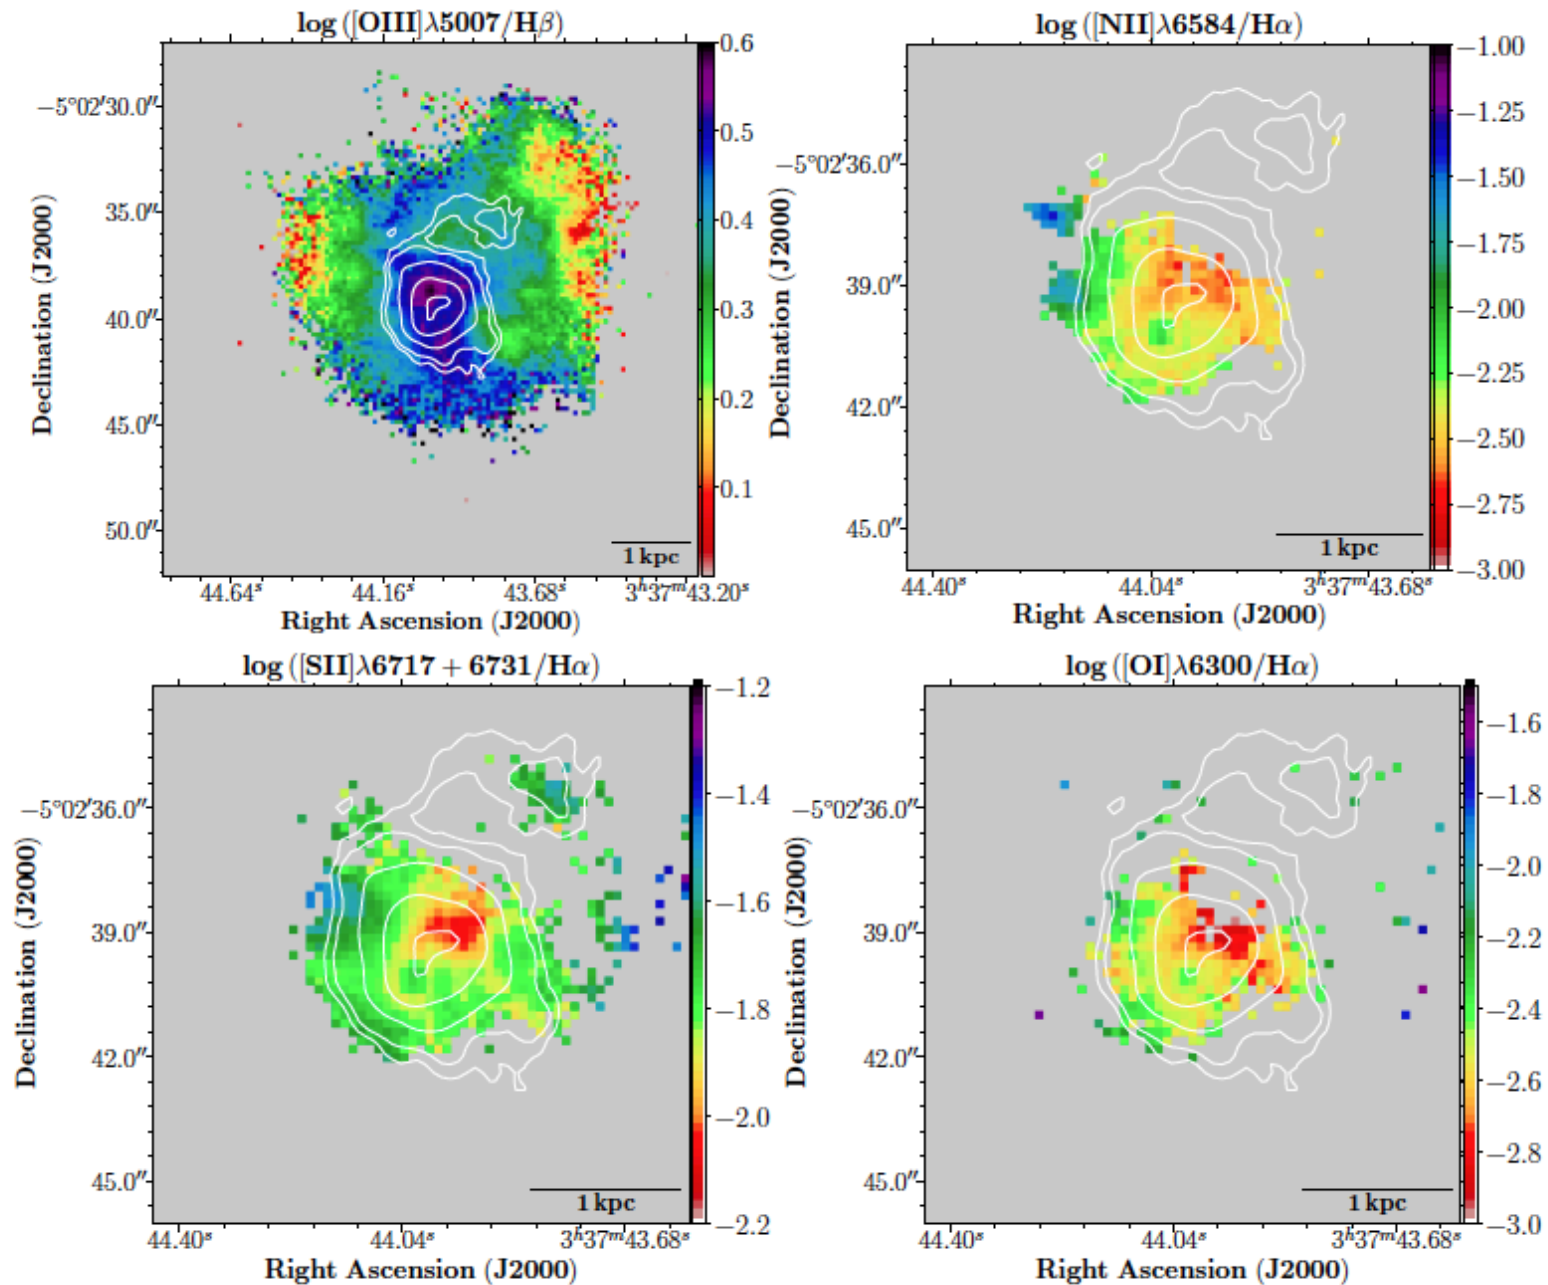 log ([OIII]λ5007/Hβ)
Declination (J2000)
−5°02′30.0″
35.0″
40.0″
45.0″
50.0″
0.6
0.5
0.4
0.3
0.2
0.1
1 kpc
44.64ˢ 44.16ˢ 43.68ˢ 3ʰ37ᵐ43.20ˢ
Right Ascension (J2000)
log ([NII]λ6584/Hα)
Declination (J2000)
−5°02′36.0″
39.0″
42.0″
45.0″
−1.00
−1.25
−1.50
−1.75
−2.00
−2.25
−2.50
−2.75
−3.00
1 kpc
44.40ˢ 44.04ˢ 3ʰ37ᵐ43.68ˢ
Right Ascension (J2000)
log ([SII]λ6717 + 6731/Hα)
Declination (J2000)
−5°02′36.0″
39.0″
42.0″
45.0″
−1.2
−1.4
−1.6
−1.8
−2.0
−2.2
1 kpc
44.40ˢ 44.04ˢ 3ʰ37ᵐ43.68ˢ
Right Ascension (J2000)
log ([OI]λ6300/Hα)
Declination (J2000)
−5°02′36.0″
39.0″
42.0″
45.0″
−1.6
−1.8
−2.0
−2.2
−2.4
−2.6
−2.8
−3.0
1 kpc
44.40ˢ 44.04ˢ 3ʰ37ᵐ43.68ˢ
Right Ascension (J2000)